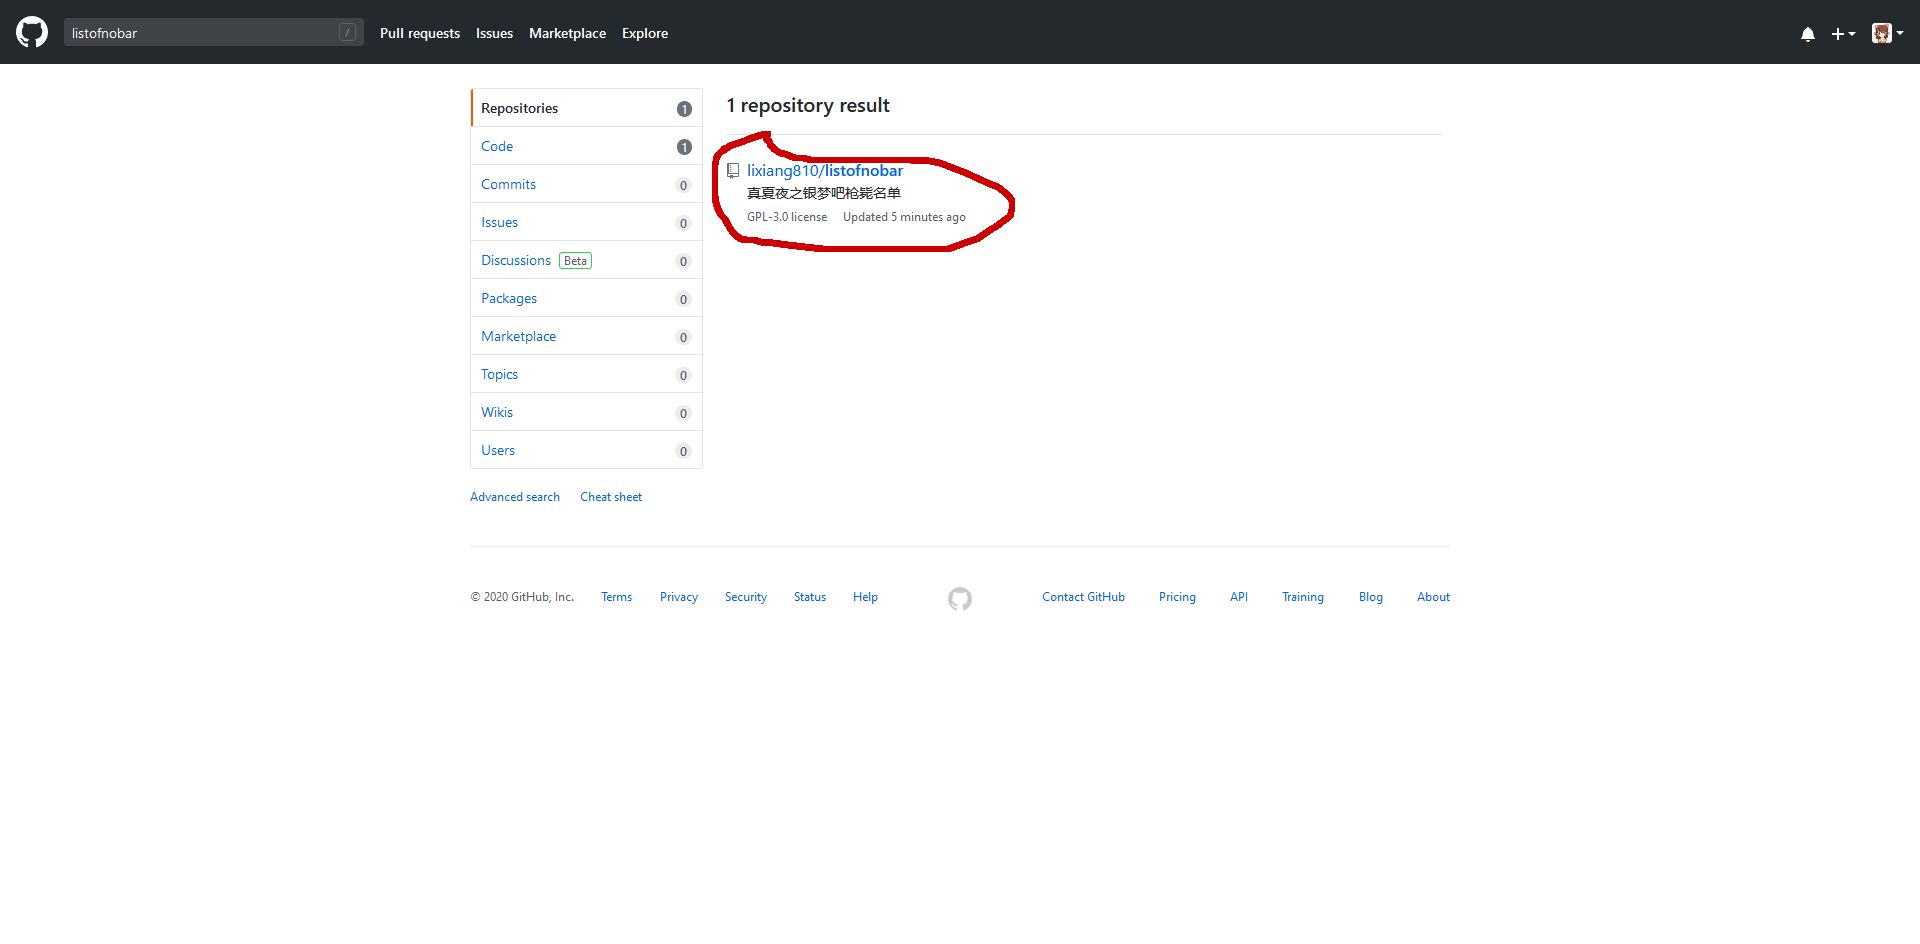 listofnobar /
Pull requests Issues Marketplace Explore
Repositories 1
Code 1
Commits 0
Issues 0
Discussions Beta 0
Packages 0
Marketplace 0
Topics 0
Wikis 0
Users 0
Advanced search Cheat sheet
1 repository result
lixiang810/listofnobar
真夏夜之银梦吧枪毙名单
GPL-3.0 license Updated 5 minutes ago
© 2020 GitHub, Inc. Terms Privacy Security Status Help Contact GitHub Pricing API Training Blog About